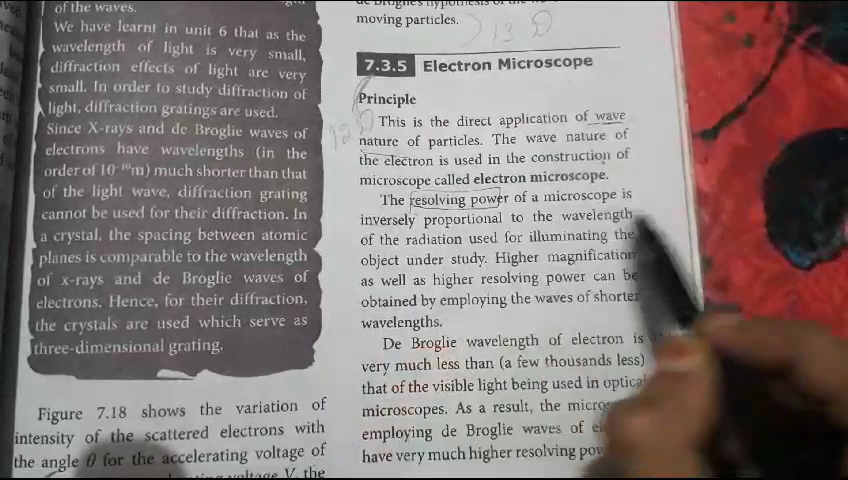 of the waves.
We have learnt in unit 6 that as the
wavelength of light is very small,
diffraction effects of light are very
small. In order to study diffraction of
light, diffraction gratings are used.
Since X-rays and de Broglie waves of
electrons have wavelengths (in the
order of 10⁻¹⁰m) much shorter than that
of the light wave, diffraction grating
cannot be used for their diffraction. In
a crystal, the spacing between atomic
planes is comparable to the wavelength
of x-rays and de Broglie waves of
electrons. Hence, for their diffraction,
the crystals are used which serve as
three-dimensional grating.
Figure 7.18 shows the variation of
intensity of the scattered electrons with
the angle θ for the accelerating voltage of
voltage V, the
de Broglie's hypothesis of the
moving particles.
7.3.5 Electron Microscope
Principle
This is the direct application of wave
nature of particles. The wave nature of
the electron is used in the construction of
microscope called electron microscope.
The resolving power of a microscope is
inversely proportional to the wavelength
of the radiation used for illuminating the
object under study. Higher magnification
as well as higher resolving power can be
obtained by employing the waves of shorter
wavelengths.
De Broglie wavelength of electron is
very much less than (a few thousands less)
that of the visible light being used in optical
microscopes. As a result, the
employing de Broglie waves of
have very much higher resolving